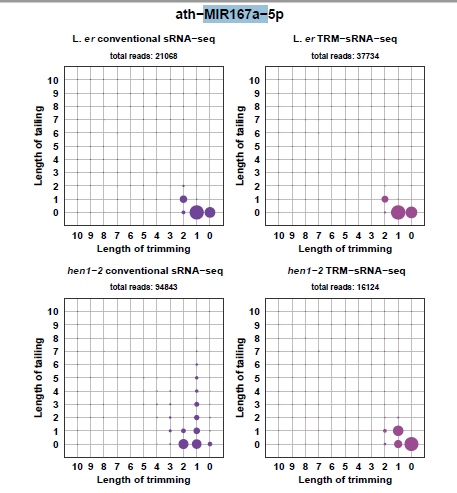 ath−MIR167a−5p
L. er conventional sRNA−seq
total reads: 21068
10
9
8
7
6
5
4
3
2
1
0
Length of tailing
10 9 8 7 6 5 4 3 2 1 0
Length of trimming
L. er TRM−sRNA−seq
total reads: 37734
10
9
8
7
6
5
4
3
2
1
0
Length of tailing
10 9 8 7 6 5 4 3 2 1 0
Length of trimming
hen1−2 conventional sRNA−seq
total reads: 94843
10
9
8
7
6
5
4
3
2
1
0
Length of tailing
10 9 8 7 6 5 4 3 2 1 0
Length of trimming
hen1−2 TRM−sRNA−seq
total reads: 16124
10
9
8
7
6
5
4
3
2
1
0
Length of tailing
10 9 8 7 6 5 4 3 2 1 0
Length of trimming